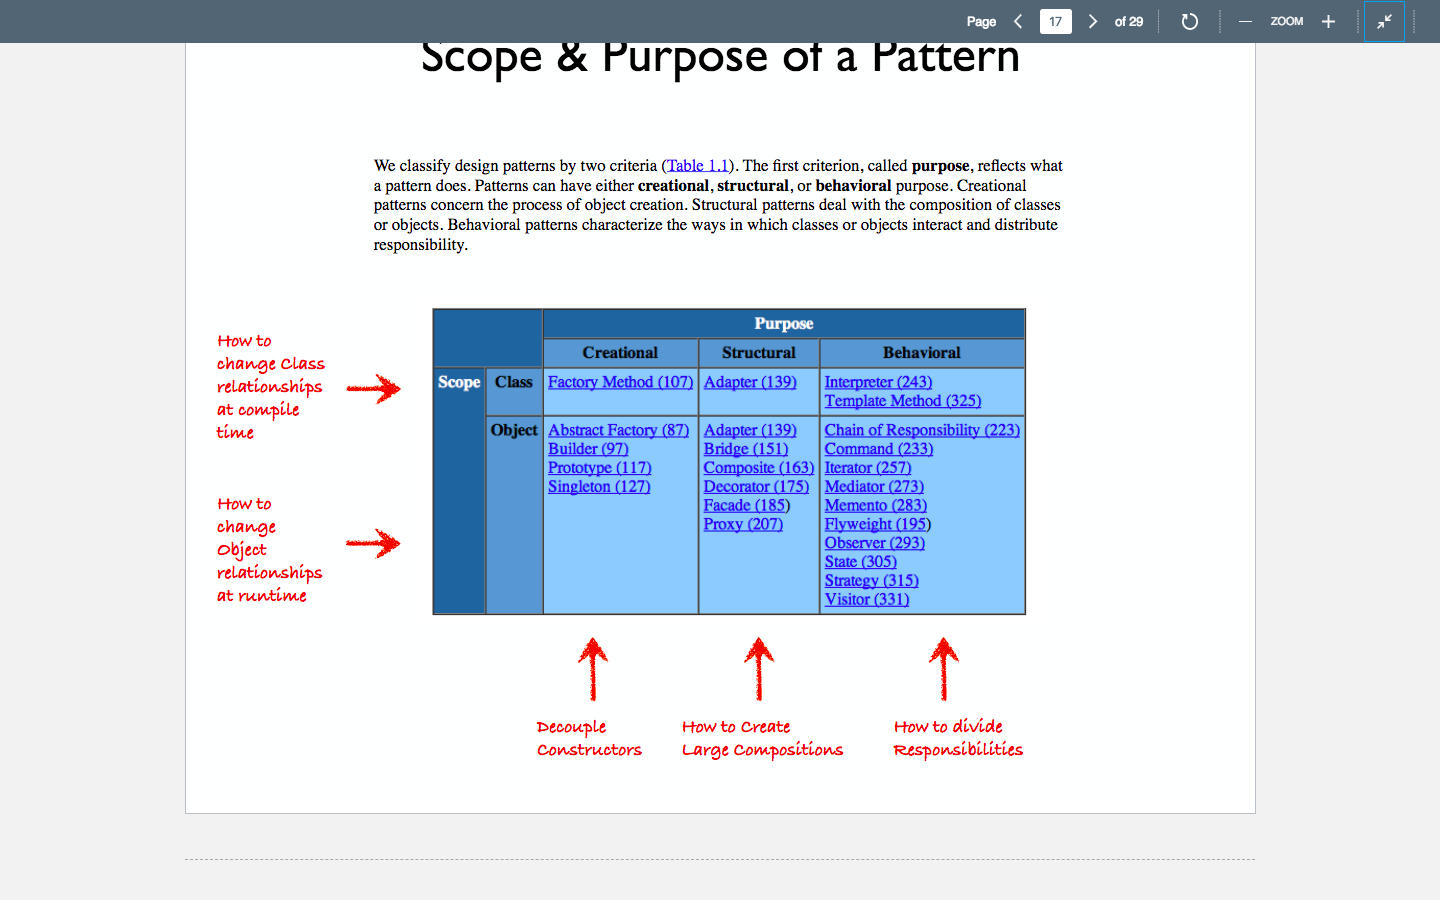 Page 17 of 29 ZOOM
Scope & Purpose of a Pattern
We classify design patterns by two criteria (Table 1.1). The first criterion, called purpose, reflects what
a pattern does. Patterns can have either creational, structural, or behavioral purpose. Creational
patterns concern the process of object creation. Structural patterns deal with the composition of classes
or objects. Behavioral patterns characterize the ways in which classes or objects interact and distribute
responsibility.
How to
change Class
relationships
at compile
time
How to
change
Object
relationships
at runtime
Purpose
Creational Structural Behavioral
Scope Class Factory Method (107) Adapter (139) Interpreter (243)
Template Method (325)
Object Abstract Factory (87) Adapter (139) Chain of Responsibility (223)
Builder (97) Bridge (151) Command (233)
Prototype (117) Composite (163) Iterator (257)
Singleton (127) Decorator (175) Mediator (273)
Facade (185) Memento (283)
Proxy (207) Flyweight (195)
Observer (293)
State (305)
Strategy (315)
Visitor (331)
Decouple
Constructors
How to Create
Large Compositions
How to divide
Responsibilities